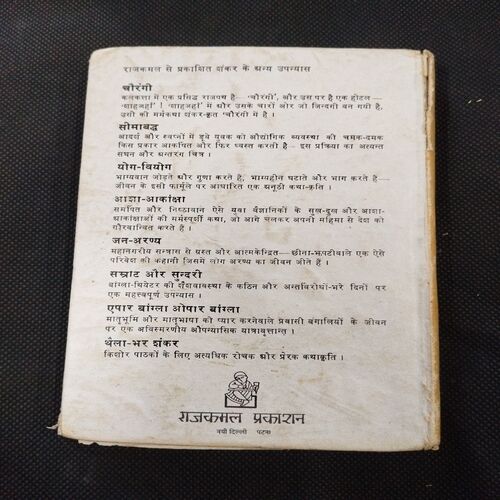 राजकमल से प्रकाशित शंकर के अन्य उपन्यास
चौरंगी
कलकत्ता में एक प्रसिद्ध राजपथ है— 'चौरंगी', और उस पर है एक होटल—
'शाहजहाँ' ! 'शाहजहाँ' में और उसके चारों ओर जो जिन्दगी बन गयी है,
उसी की मर्मकथा शंकर-कृत 'चौरंगी' में है ।
सीमाबद्ध
आदर्श और स्वप्नों में डूबे युवक को औद्योगिक व्यवस्था की चमक-दमक
किस प्रकार आकर्षित और फिर ध्वस्त करती है— इस प्रक्रिया का अत्यन्त
सघन और अन्तरंग चित्र ।
योग-वियोग
भाग्यवान जोड़ते और गुणा करते हैं, भाग्यहीन घटाते और भाग करते हैं—
जीवन के इसी फार्मूले पर आधारित एक अनूठी कथा-कृति ।
आशा-आकांक्षा
समर्पित और निष्ठावान ऐसे युवा वैज्ञानिकों के सुख-दुख और आशा-
आकांक्षाओं की मर्मस्पर्शी कथा, जो आगे चलकर अपनी महिमा से देश को
गौरवान्वित करते हैं ।
जन-अरण्य
महानगरीय सन्त्रास से ग्रस्त और आत्मकेन्द्रित—छीना-झपटीवाले एक ऐसे
परिवेश की कहानी जिसमें लोग अरण्य का जीवन जीते हैं ।
सम्राट और सुन्दरी
बांग्ला-थियेटर की शैशवावस्था के कठिन और अन्तर्विरोधों-भरे दिनों पर
एक महत्त्वपूर्ण उपन्यास ।
एपार बांग्ला ओपार बांग्ला
मातृभूमि और मातृभाषा को प्यार करनेवाले प्रवासी बंगालियों के जीवन
पर एक अविस्मरणीय औपन्यासिक यात्रावृत्तान्त ।
थैला-भर शंकर
किशोर पाठकों के लिए अत्यधिक रोचक और प्रेरक कथाकृति ।
राजकमल प्रकाशन
नयी दिल्ली पटना